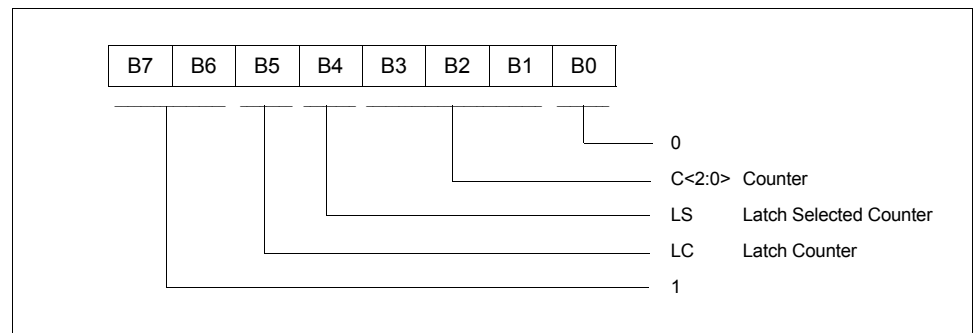 B7 B6 B5 B4 B3 B2 B1 B0
0
C<2:0> Counter
LS Latch Selected Counter
LC Latch Counter
1